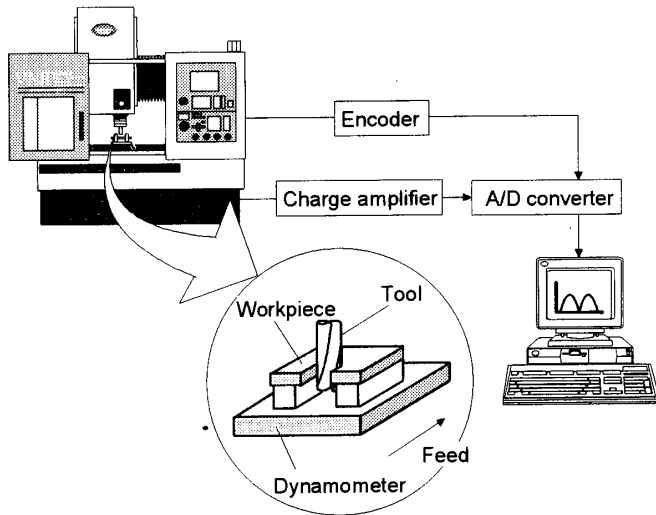 Encoder
Charge amplifier
A/D converter
Workpiece
Tool
Feed
Dynamometer